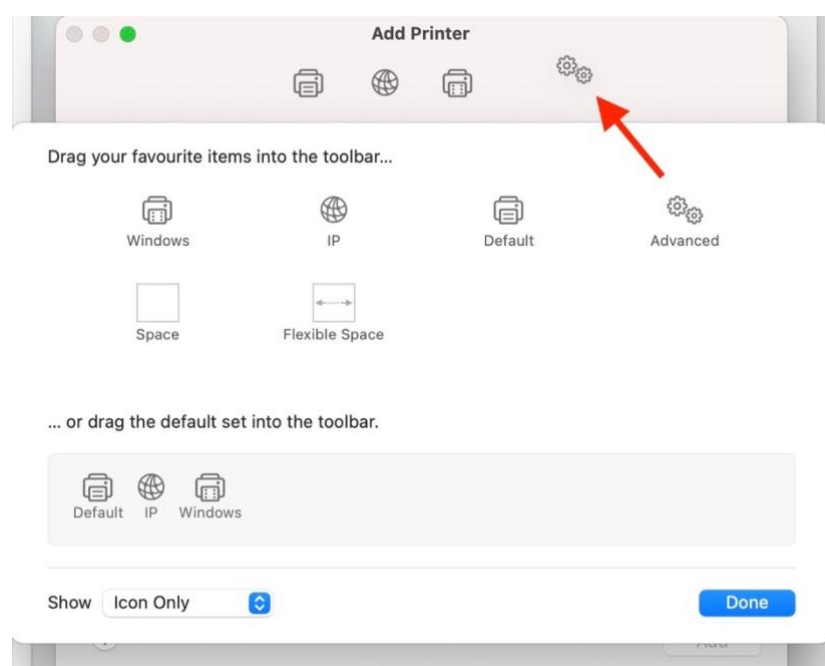 Add Printer
Drag your favourite items into the toolbar...
Windows IP Default Advanced
Space Flexible Space
... or drag the default set into the toolbar.
Default IP Windows
Show Icon Only Done